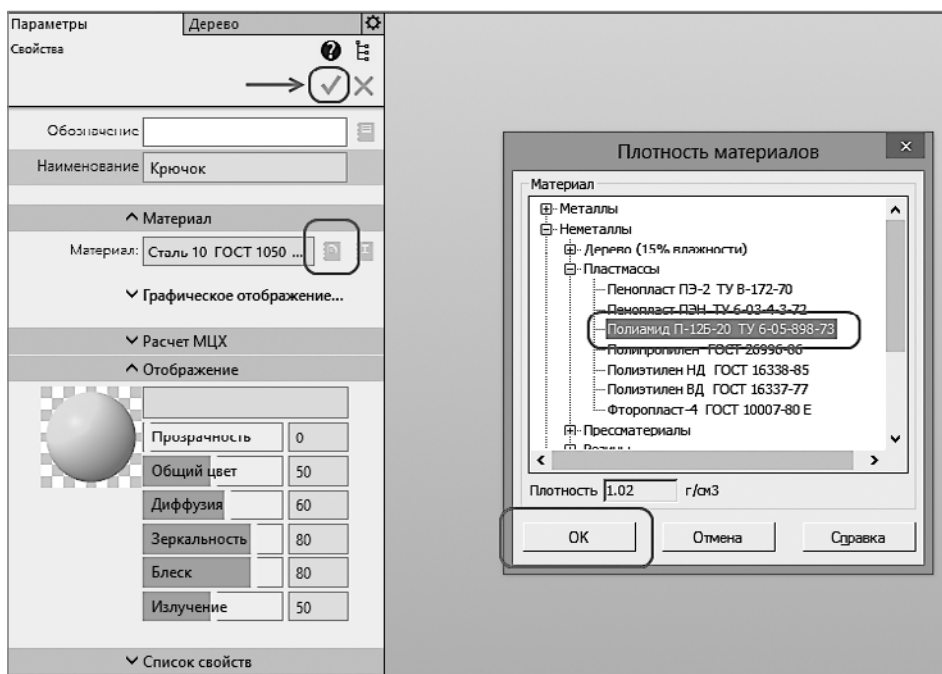 Параметры
Дерево
Свойства
Обозначение
Наименование Крючок
Материал
Материал: Сталь 10 ГОСТ 1050 ...
Графическое отображение...
Расчет МЦХ
Отображение
Прозрачность 0
Общий цвет 50
Диффузия 60
Зеркальность 80
Блеск 80
Излучение 50
Список свойств
Плотность материалов
Материал
Металлы
Неметаллы
Дерево (15% влажности)
Пластмассы
Пенопласт ПЭ-2 ТУ В-172-70
Пенопласт ПЭН ТУ 6-03-4-3-72
Полиамид П-12Б-20 ТУ 6-05-898-73
Полипропилен ГОСТ 26996-86
Полиэтилен НД ГОСТ 16338-85
Полиэтилен ВД ГОСТ 16337-77
Фторопласт-4 ГОСТ 10007-80 Е
Прессматериалы
Плотность 1.02 г/см3
OK
Отмена
Справка